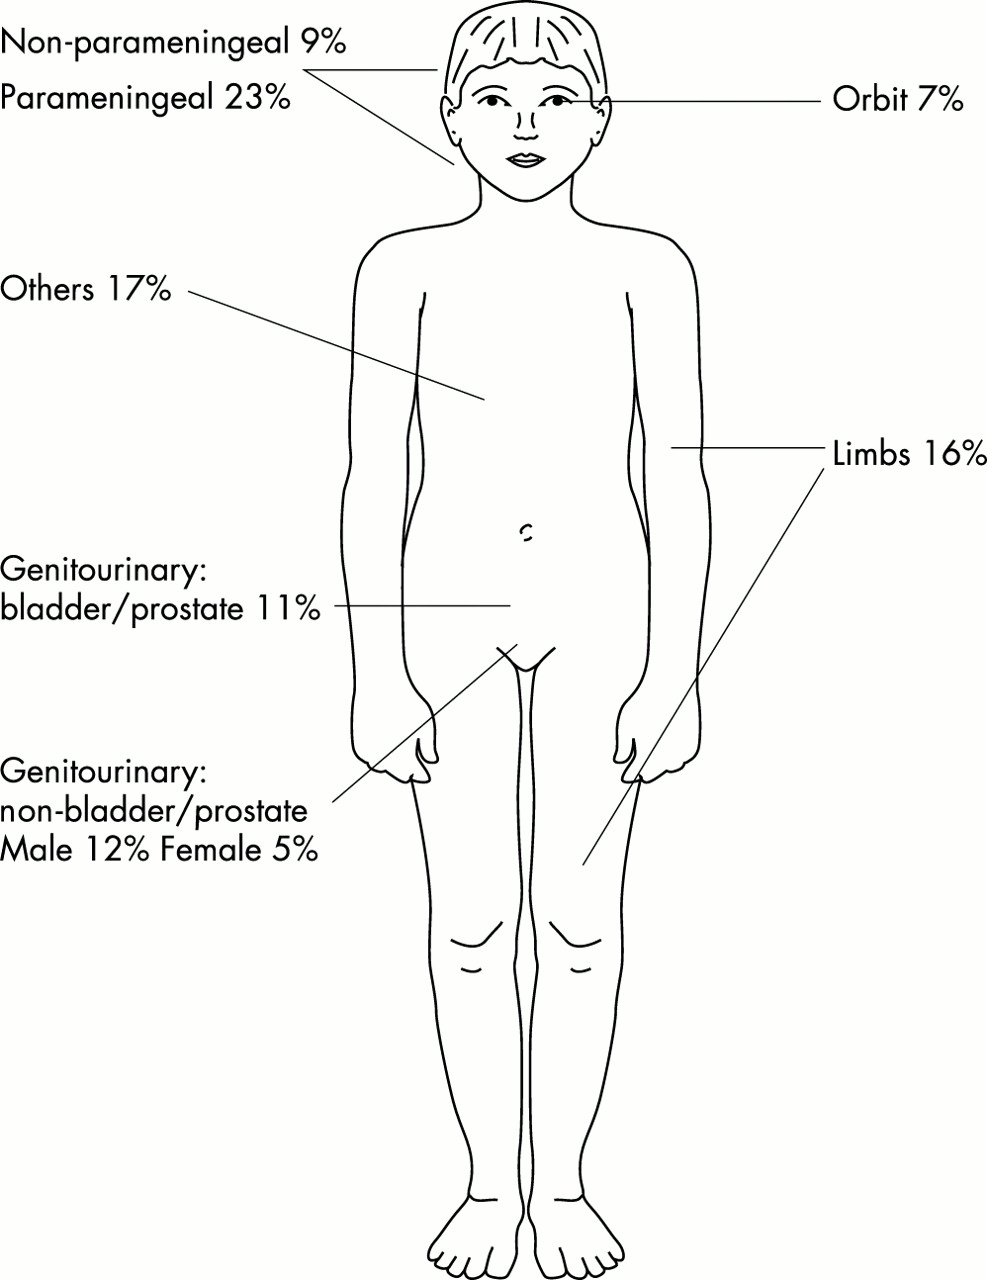 Non-parameningeal 9%
Parameningeal 23%
Orbit 7%
Others 17%
Limbs 16%
Genitourinary:
bladder/prostate 11%
Genitourinary:
non-bladder/prostate
Male 12% Female 5%